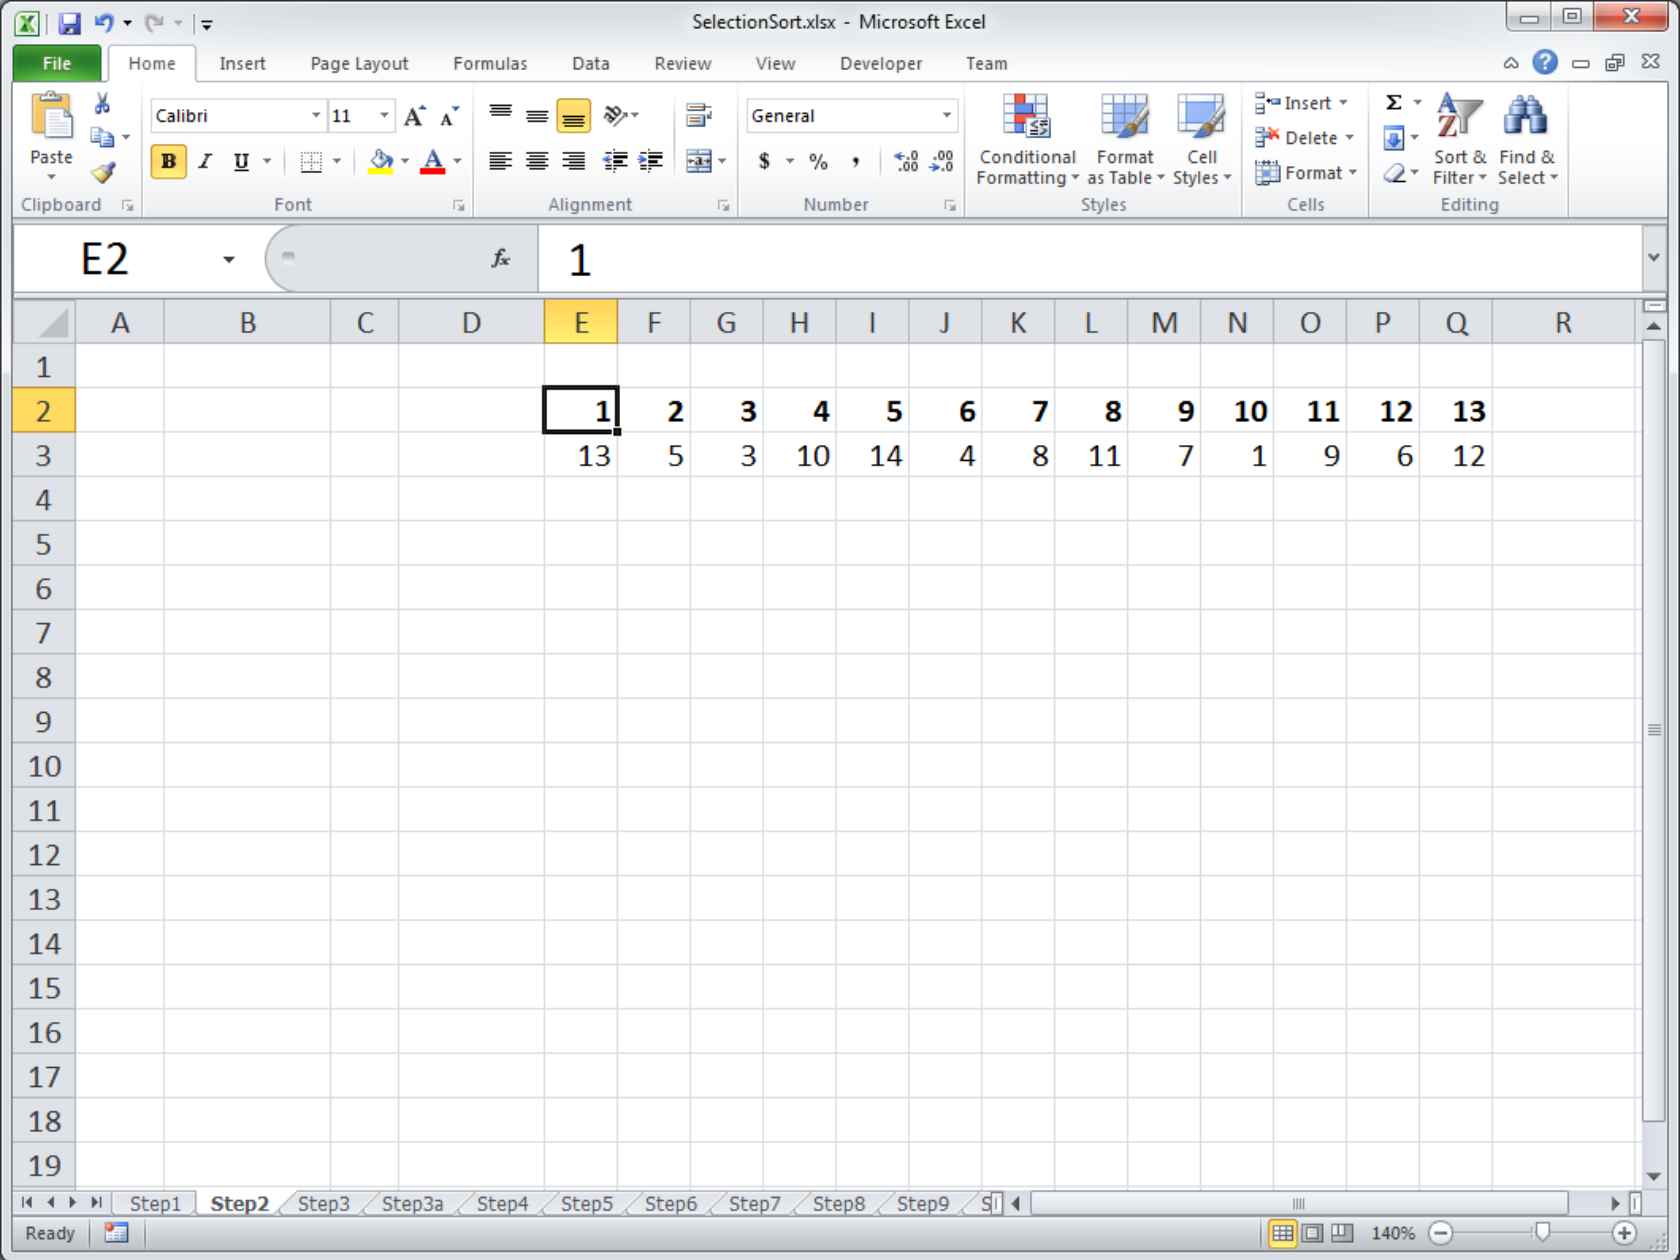 SelectionSort.xlsx - Microsoft Excel
File Home Insert Page Layout Formulas Data Review View Developer Team
Paste
Calibri 11
B I U
General
$ % ,
Conditional Formatting
Format as Table
Cell Styles
Insert
Delete
Format
Σ
Sort & Filter
Find & Select
Clipboard Font Alignment Number Styles Cells Editing
E2 fx 1
A B C D E F G H I J K L M N O P Q R
1
2 1 2 3 4 5 6 7 8 9 10 11 12 13
3 13 5 3 10 14 4 8 11 7 1 9 6 12
4
5
6
7
8
9
10
11
12
13
14
15
16
17
18
19
Step1 Step2 Step3 Step3a Step4 Step5 Step6 Step7 Step8 Step9 S
Ready 140%